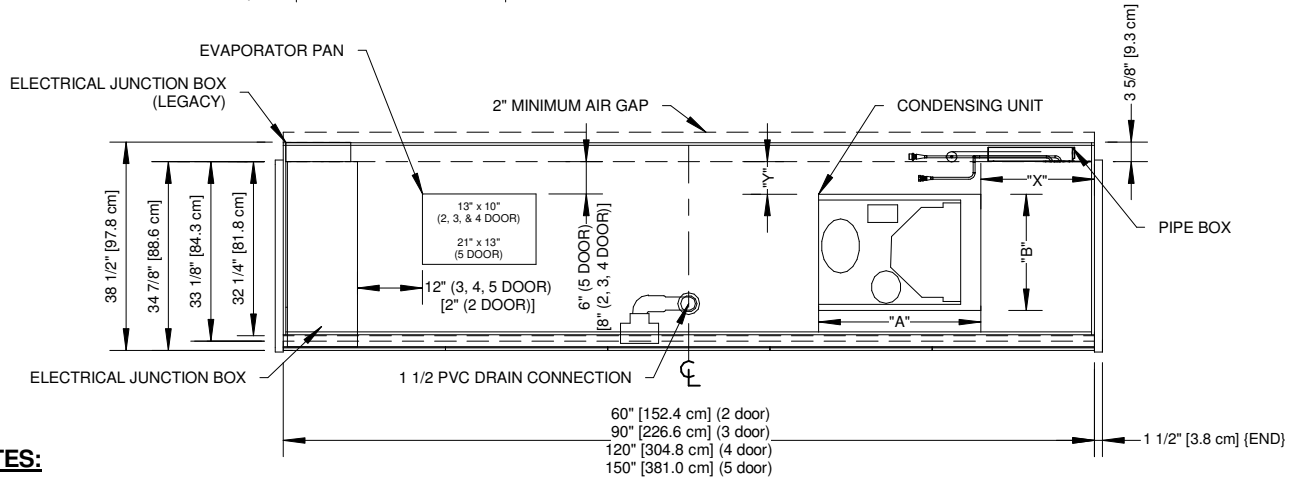 EVAPORATOR PAN
ELECTRICAL JUNCTION BOX
(LEGACY)
2" MINIMUM AIR GAP
CONDENSING UNIT
3 5/8" [9.3 cm]
38 1/2" [97.8 cm]
34 7/8" [88.6 cm]
33 1/8" [84.3 cm]
32 1/4" [81.8 cm]
13" x 10"
(2, 3, & 4 DOOR)
21" x 13"
(5 DOOR)
12" (3, 4, 5 DOOR)
[2" (2 DOOR)]
6" (5 DOOR)
[8" (2, 3, 4 DOOR)]
"Y"
"X"
"B"
"A"
PIPE BOX
ELECTRICAL JUNCTION BOX
1 1/2 PVC DRAIN CONNECTION
CL
60" [152.4 cm] (2 door)
90" [226.6 cm] (3 door)
120" [304.8 cm] (4 door)
150" [381.0 cm] (5 door)
1 1/2" [3.8 cm] {END}
TES: